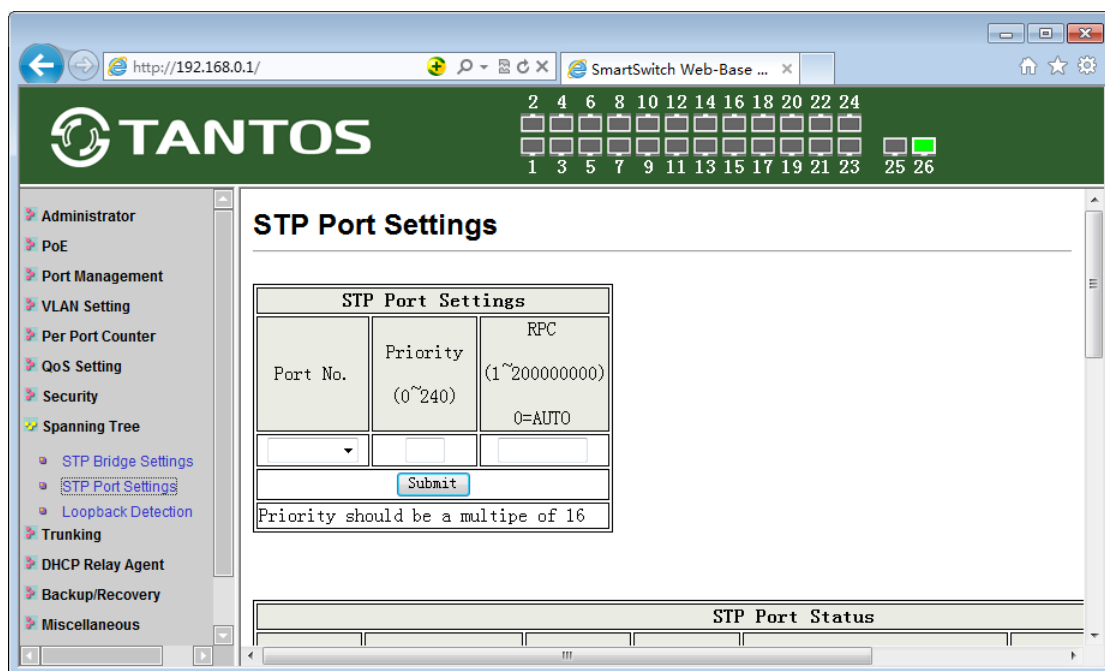 http://192.168.0.1/
SmartSwitch Web-Base ...
TANTOS
2 4 6 8 10 12 14 16 18 20 22 24
1 3 5 7 9 11 13 15 17 19 21 23 25 26
Administrator
PoE
Port Management
VLAN Setting
Per Port Counter
QoS Setting
Security
Spanning Tree
STP Bridge Settings
STP Port Settings
Loopback Detection
Trunking
DHCP Relay Agent
Backup/Recovery
Miscellaneous
STP Port Settings
STP Port Settings
Port No.
Priority
(0~240)
RPC
(1~200000000)
0=AUTO
Submit
Priority should be a multipe of 16
STP Port Status